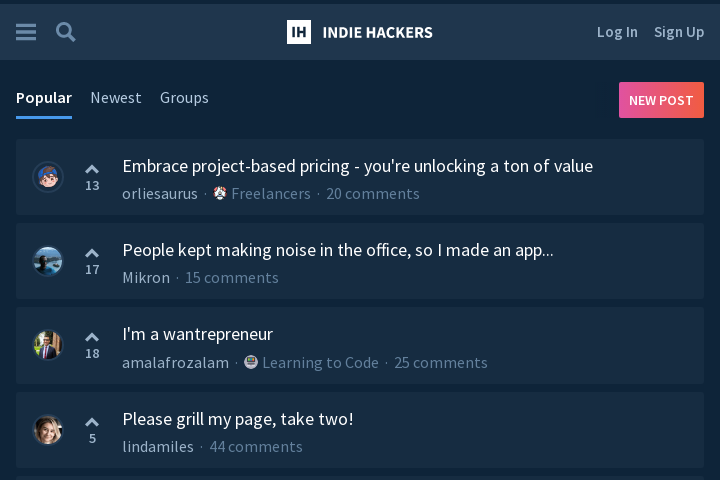 IH INDIE HACKERS
Log In Sign Up
Popular Newest Groups
NEW POST
Embrace project-based pricing - you're unlocking a ton of value
13
orliesaurus · Freelancers · 20 comments
People kept making noise in the office, so I made an app...
17
Mikron · 15 comments
I'm a wantrepreneur
18
amalafrozalam · Learning to Code · 25 comments
Please grill my page, take two!
5
lindamiles · 44 comments